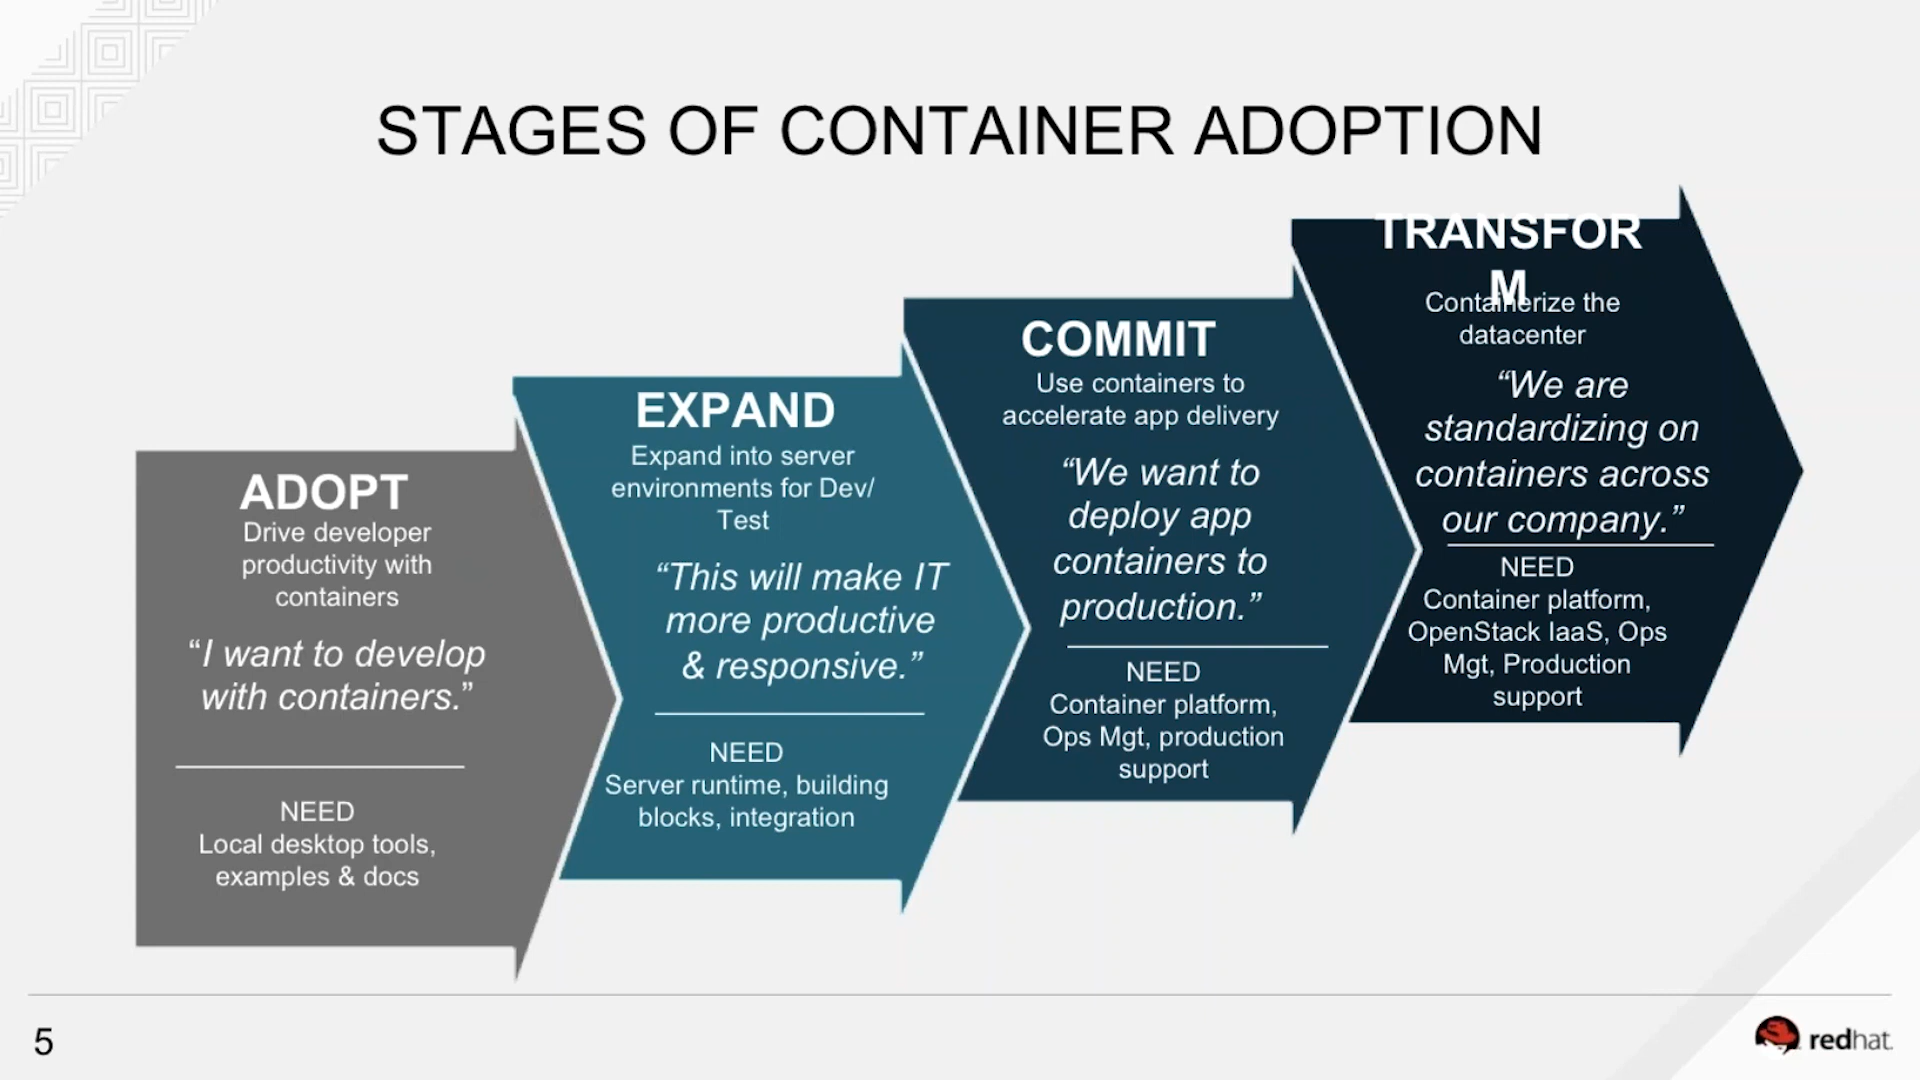 STAGES OF CONTAINER ADOPTION
ADOPT
Drive developer
productivity with
containers
“I want to develop
with containers.”
NEED
Local desktop tools,
examples & docs
EXPAND
Expand into server
environments for Dev/
Test
“This will make IT
more productive
& responsive.”
NEED
Server runtime, building
blocks, integration
COMMIT
Use containers to
accelerate app delivery
“We want to
deploy app
containers to
production.”
NEED
Container platform,
Ops Mgt, production
support
TRANSFOR
M
Containerize the
datacenter
“We are
standardizing on
containers across
our company.”
NEED
Container platform,
OpenStack IaaS, Ops
Mgt, Production
support
5
redhat.